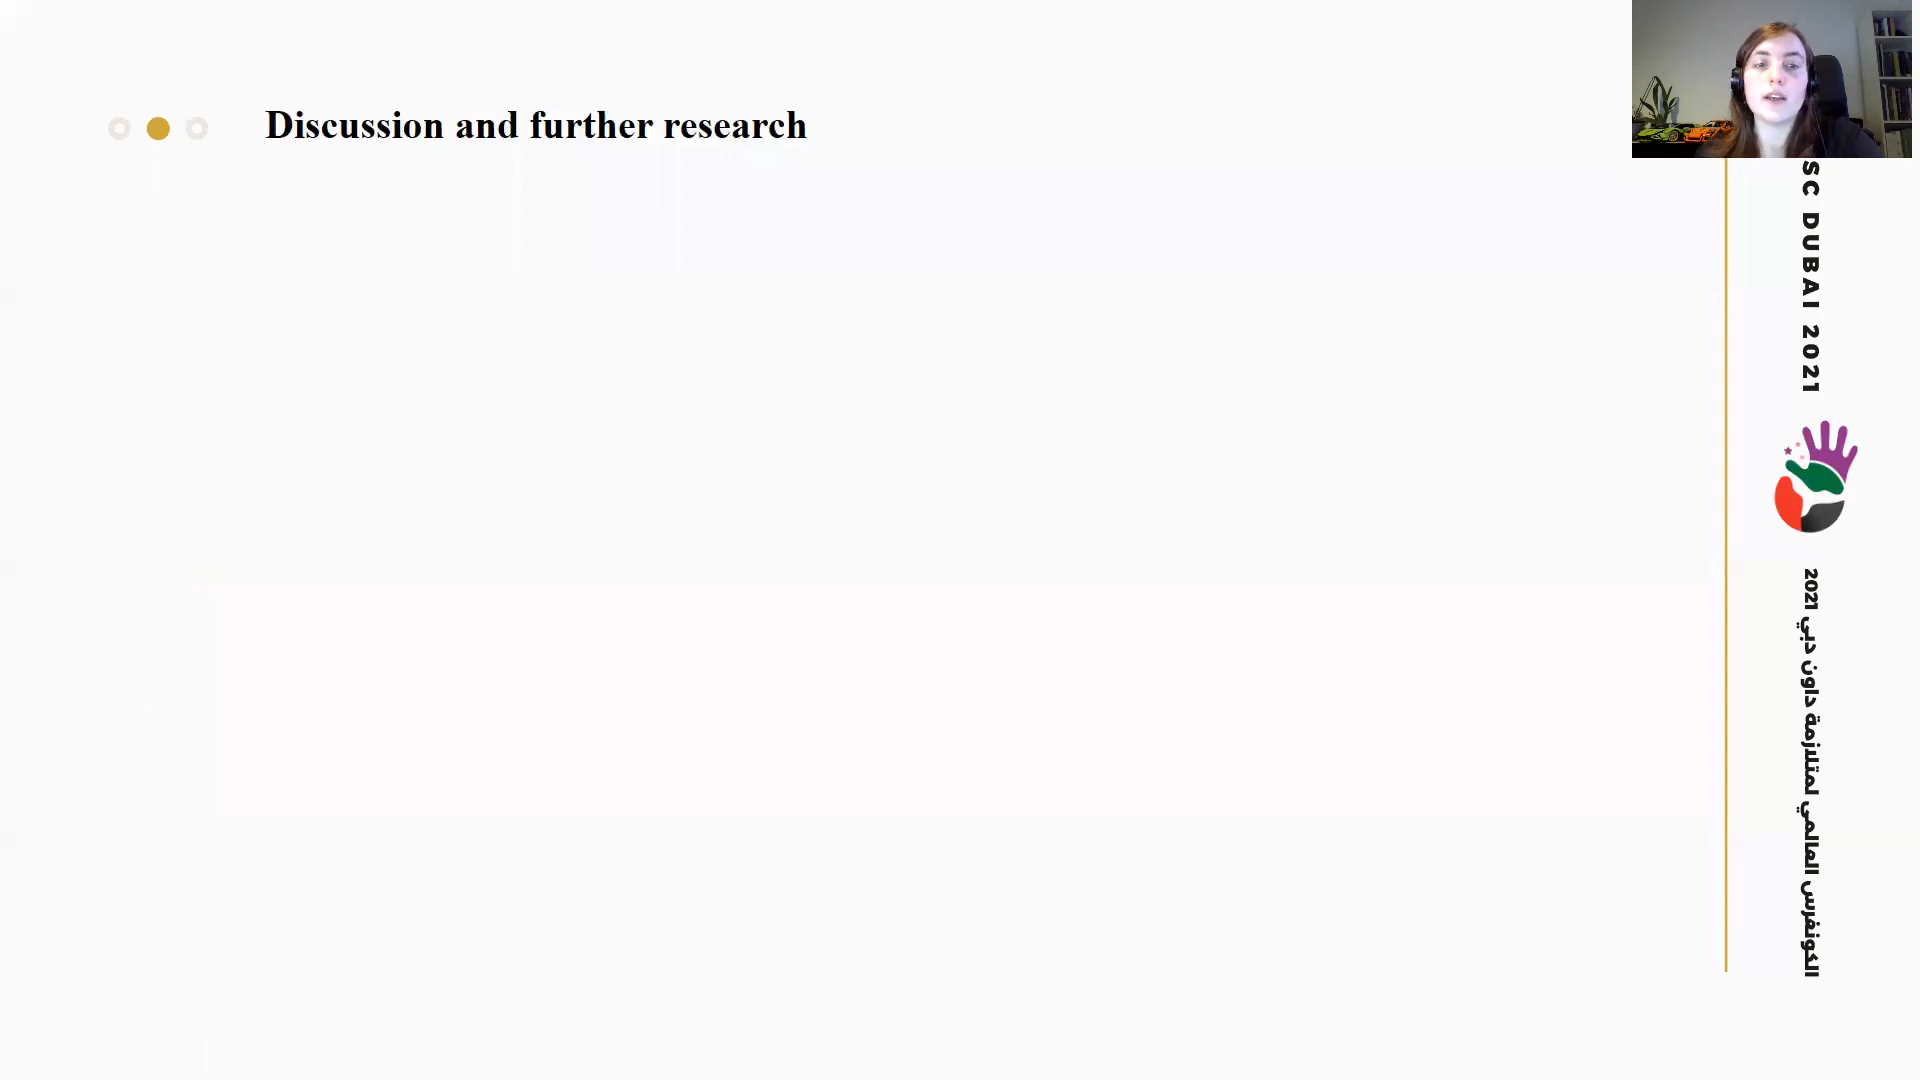 Discussion and further research
SC DUBAI 2021
الكونغرس العالمي لمتلازمة داون دبي 2021